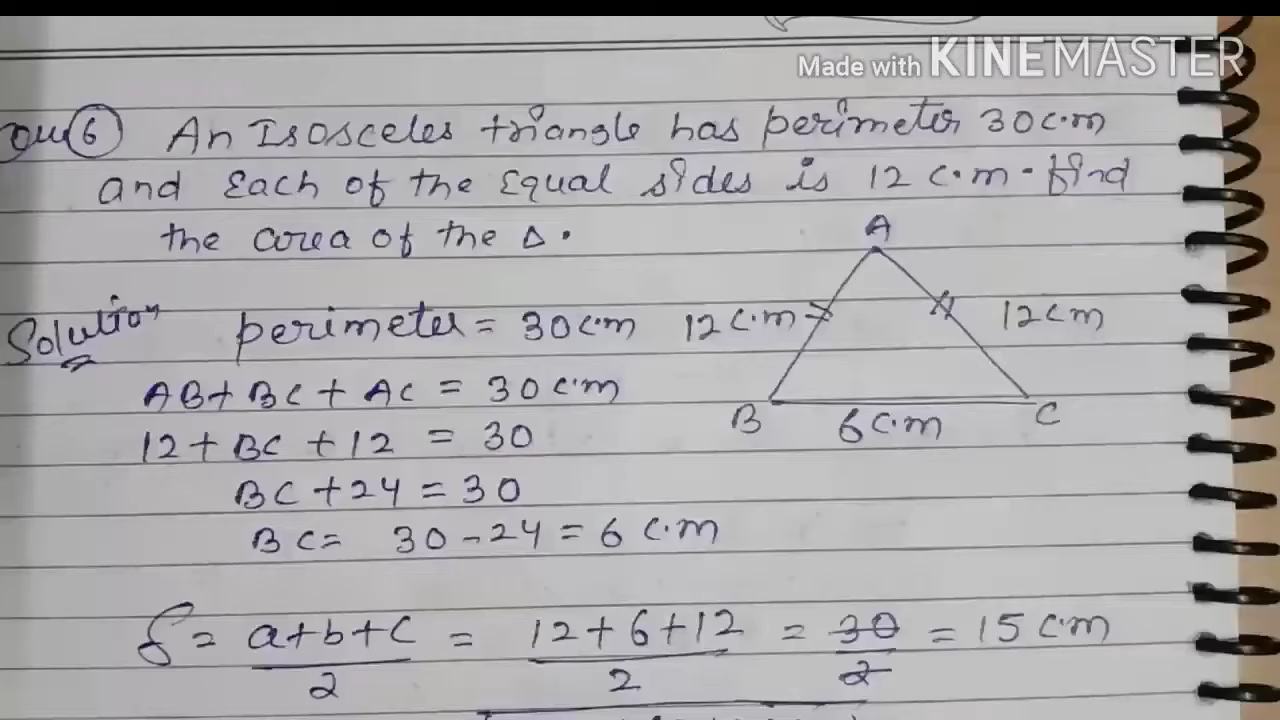 Made with KINEMASTER
Que 6 An Isosceles triangle has perimeter 30 c.m
and Each of the Equal sides is 12 c.m. find
the area of the Δ.
A
Solution perimeter = 30 c.m 12 c.m 12 cm
AB + BC + AC = 30 c.m
B 6 c.m C
12 + BC + 12 = 30
BC + 24 = 30
BC = 30 - 24 = 6 c.m
S = a+b+c/2 = 12+6+12/2 = 30/2 = 15 c.m